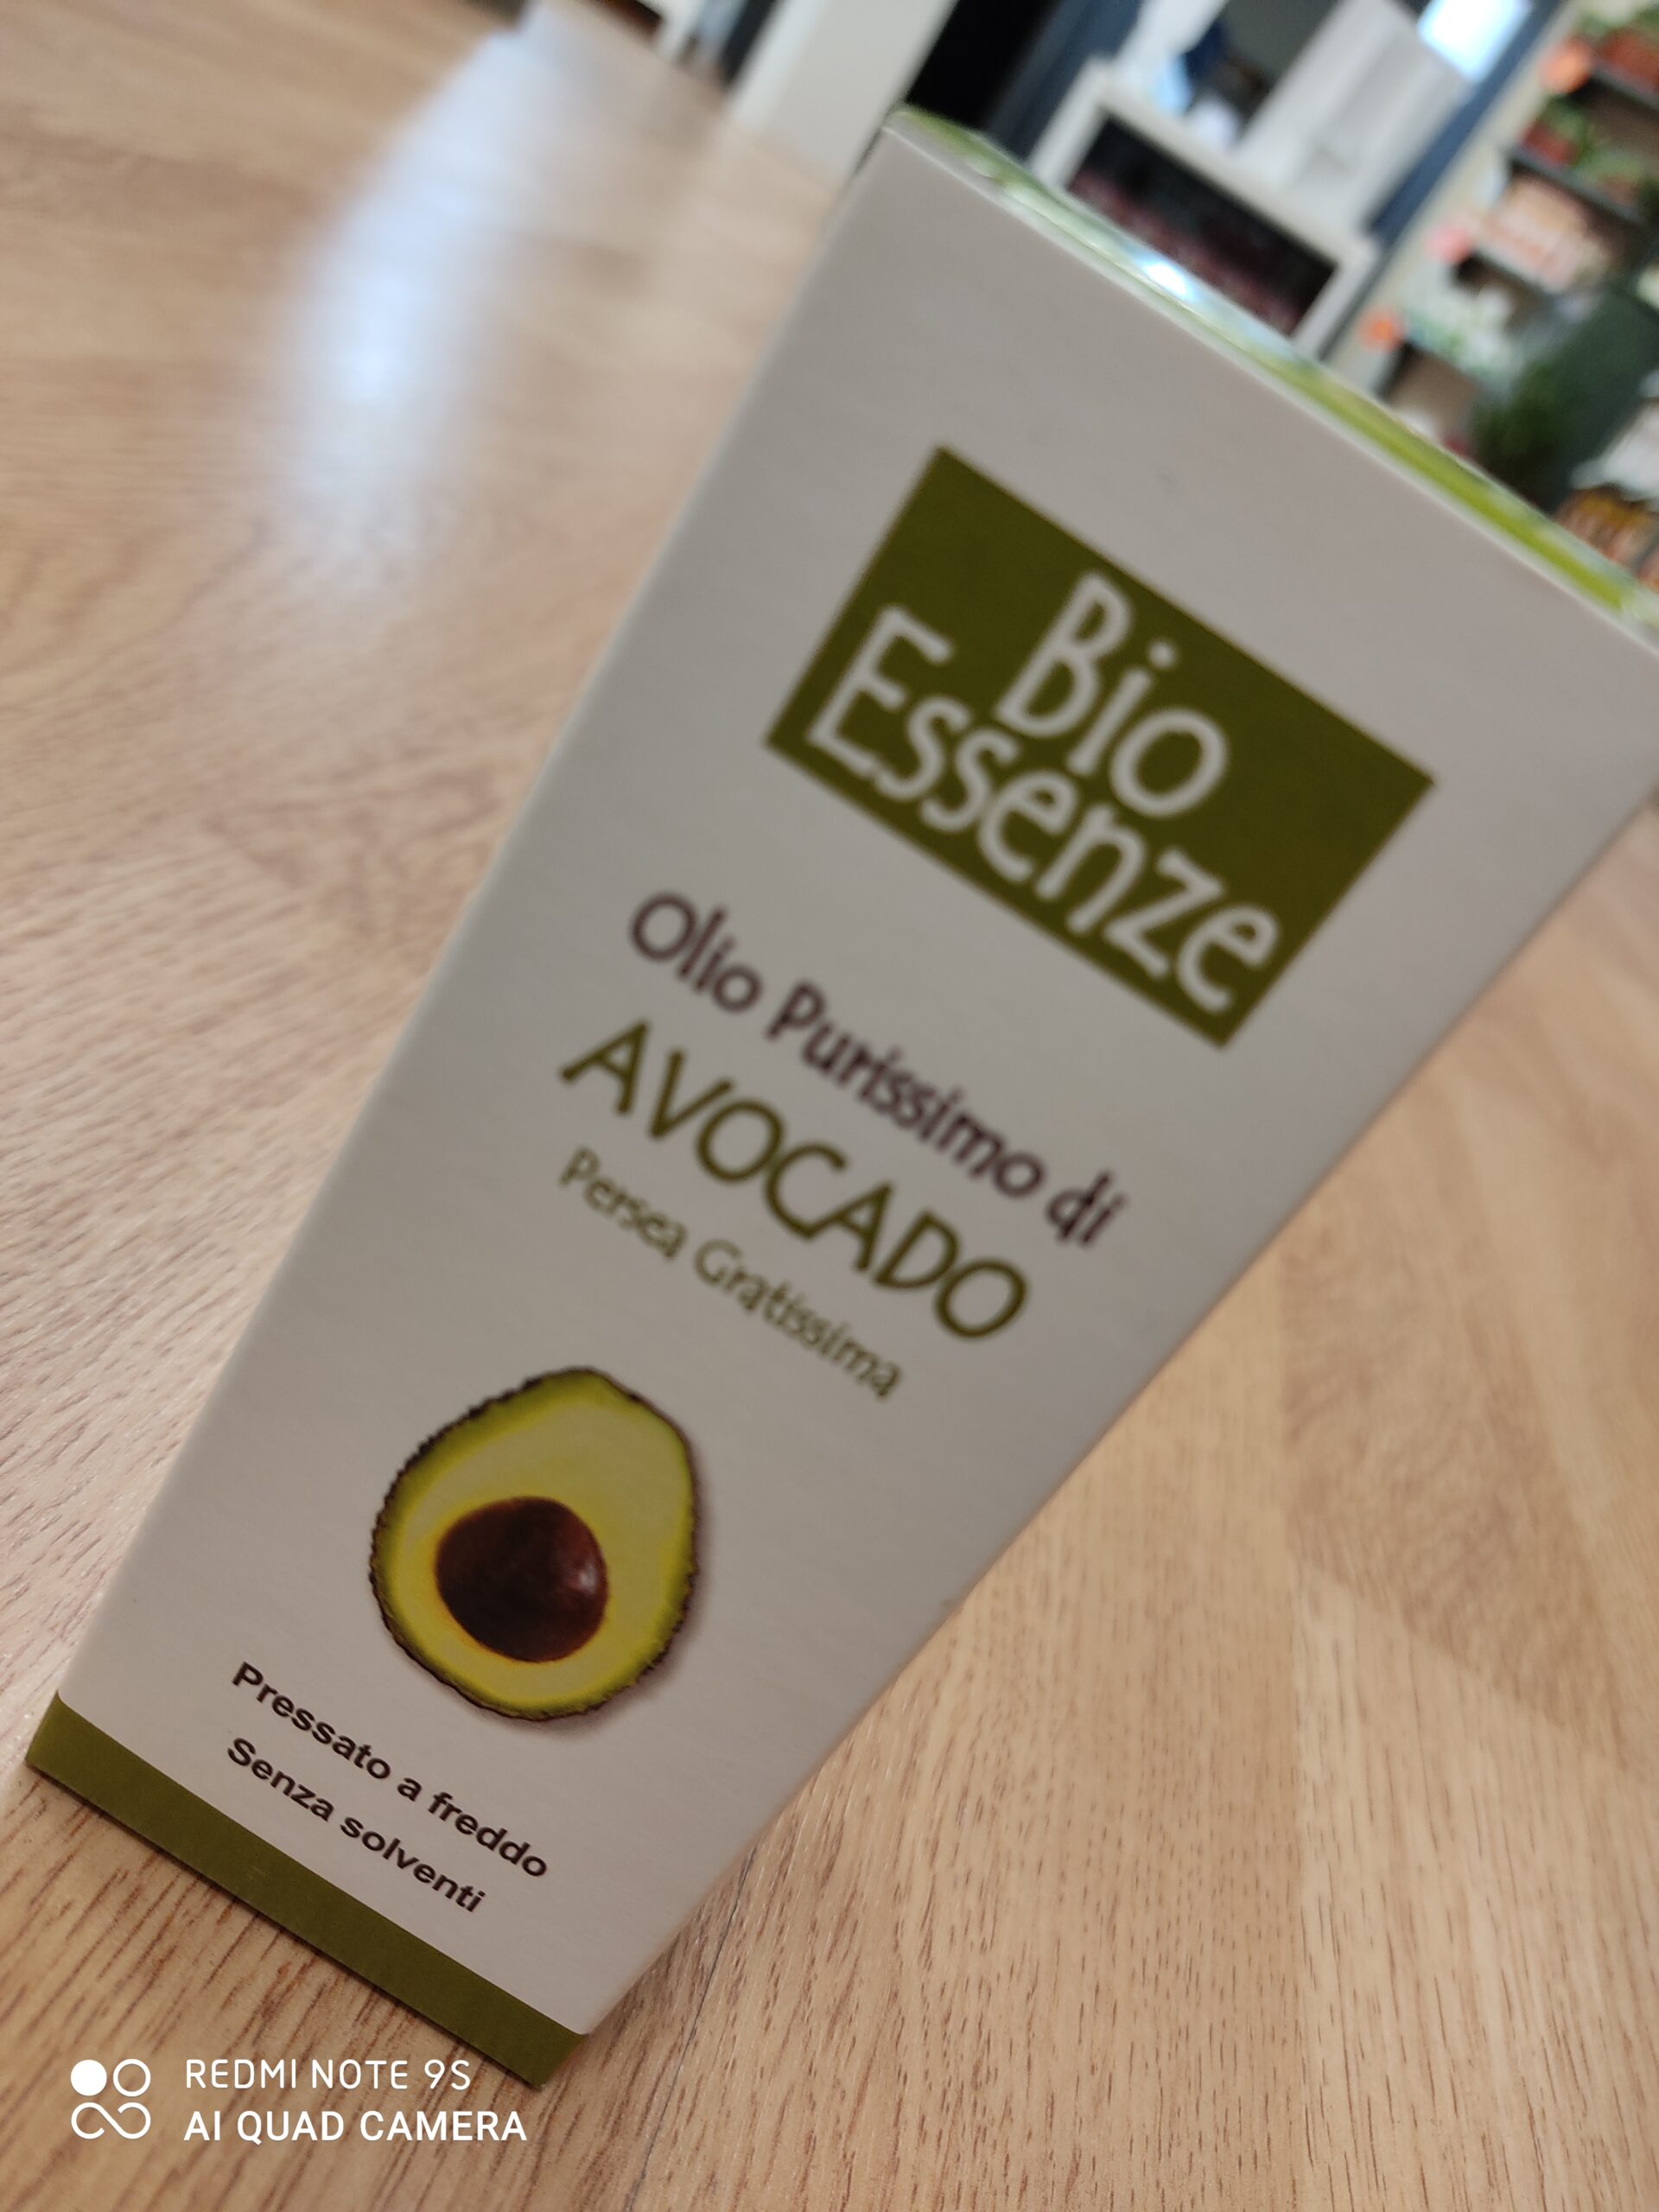 Bio
Essenze
Olio Purissimo di
AVOCADO
Persea Gratissima
Pressato a freddo
Senza solventi
REDMI NOTE 9S
AI QUAD CAMERA